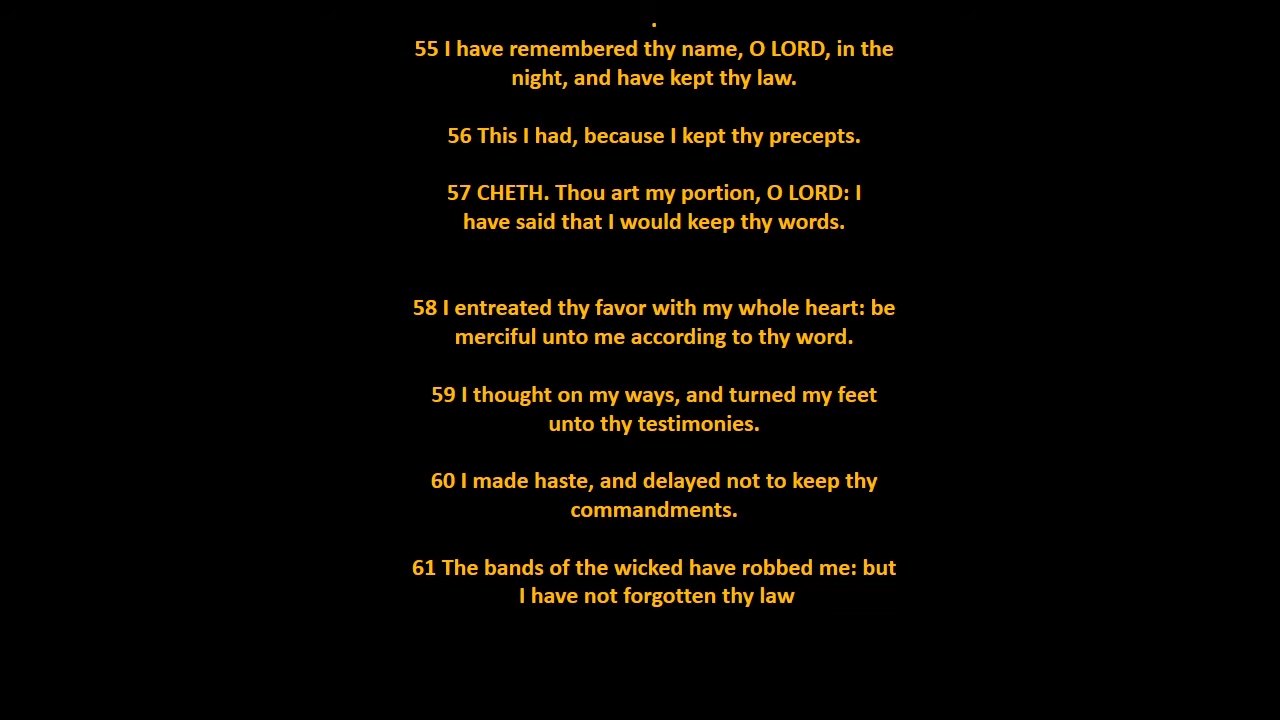 .
55 I have remembered thy name, O LORD, in the
night, and have kept thy law.
56 This I had, because I kept thy precepts.
57 CHETH. Thou art my portion, O LORD: I
have said that I would keep thy words.
58 I entreated thy favor with my whole heart: be
merciful unto me according to thy word.
59 I thought on my ways, and turned my feet
unto thy testimonies.
60 I made haste, and delayed not to keep thy
commandments.
61 The bands of the wicked have robbed me: but
I have not forgotten thy law